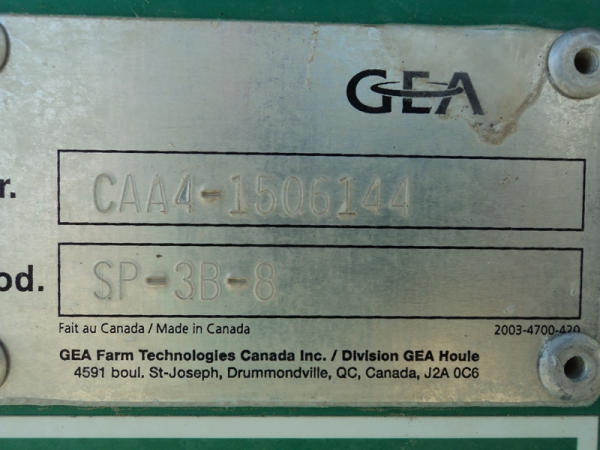 GEA
r. CAA4-1506144
od. SP-3B-8
Fait au Canada / Made in Canada 2003-4700-420
GEA Farm Technologies Canada Inc. / Division GEA Houle
4591 boul. St-Joseph, Drummondville, QC, Canada, J2A 0C6